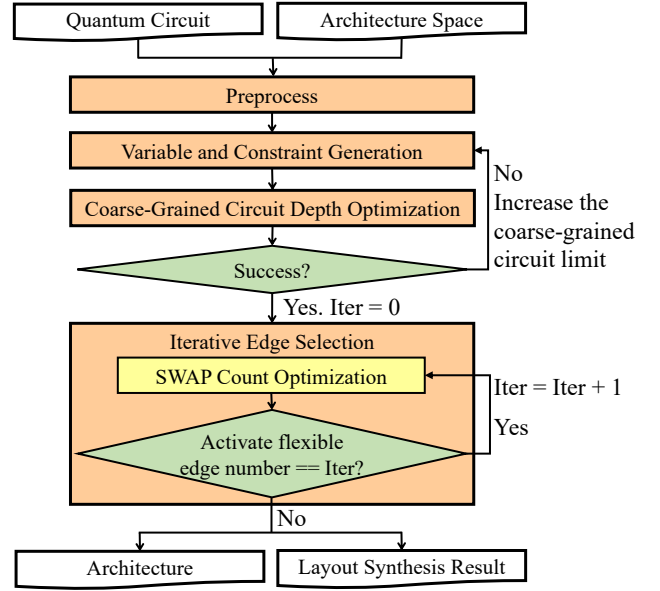 Quantum Circuit
Architecture Space
Preprocess
Variable and Constraint Generation
No
Increase the
coarse-grained
circuit limit
Coarse-Grained Circuit Depth Optimization
Success?
Yes. Iter = 0
Iterative Edge Selection
SWAP Count Optimization
Iter = Iter + 1
Yes
Activate flexible
edge number == Iter?
No
Architecture
Layout Synthesis Result